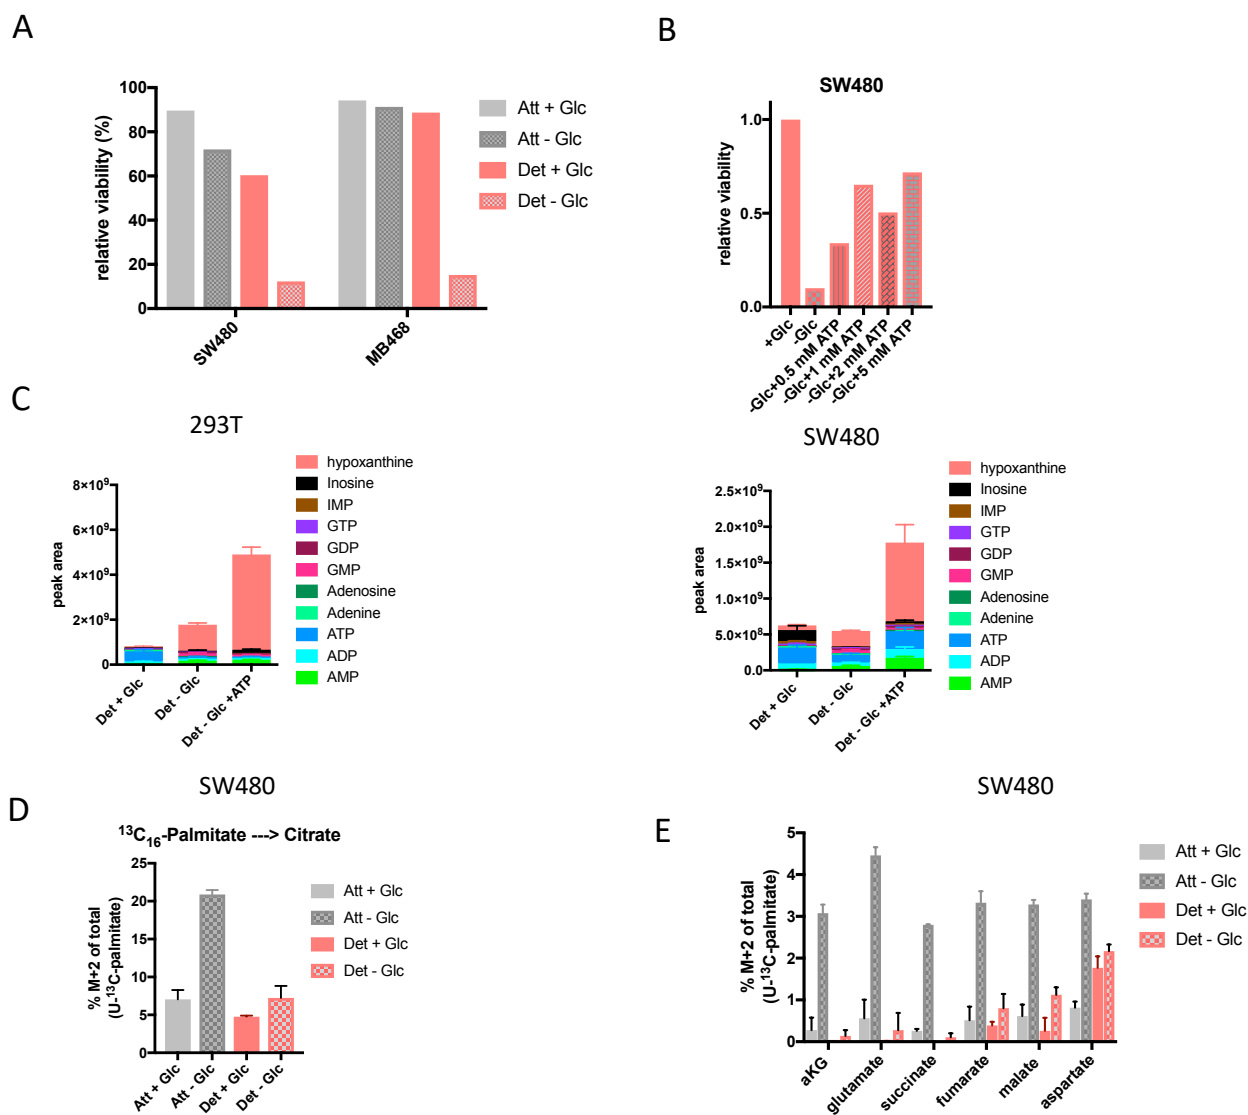 A
relative viability (%)
100
80
60
40
20
0
SW480
MB468
Att + Glc
Att - Glc
Det + Glc
Det - Glc
B
SW480
relative viability
1.0
0.5
0.0
+Glc
-Glc
-Glc+0.5 mM ATP
-Glc+1 mM ATP
-Glc+2 mM ATP
-Glc+5 mM ATP
C
293T
peak area
8×10⁹
6×10⁹
4×10⁹
2×10⁹
0
Det + Glc
Det - Glc
Det - Glc +ATP
hypoxanthine
Inosine
IMP
GTP
GDP
GMP
Adenosine
Adenine
ATP
ADP
AMP
SW480
peak area
2.5×10⁹
2.0×10⁹
1.5×10⁹
1.0×10⁹
5.0×10⁸
0
Det + Glc
Det - Glc
Det - Glc +ATP
hypoxanthine
Inosine
IMP
GTP
GDP
GMP
Adenosine
Adenine
ATP
ADP
AMP
D
SW480
¹³C₁₆-Palmitate ---> Citrate
% M+2 of total
(U-¹³C-palmitate)
25
20
15
10
5
0
Att + Glc
Att - Glc
Det + Glc
Det - Glc
Att + Glc
Att - Glc
Det + Glc
Det - Glc
E
SW480
% M+2 of total
(U-¹³C-palmitate)
5
4
3
2
1
0
aKG
glutamate
succinate
fumarate
malate
aspartate
Att + Glc
Att - Glc
Det + Glc
Det - Glc